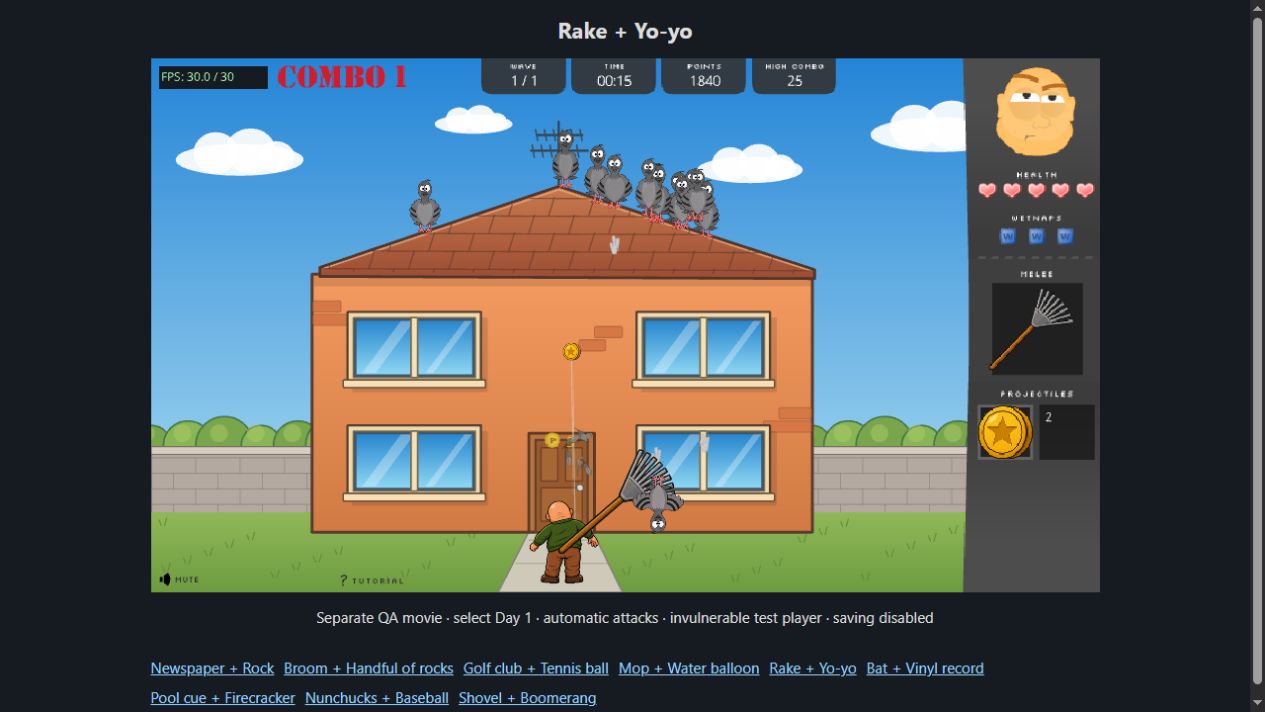 Rake + Yo-yo
FPS: 30.0 / 30
COMBO 1
WAVE
1 / 1
TIME
00:15
POINTS
1840
HIGH COMBO
25
HEALTH
WETNAPS
W W W
MELEE
PROJECTILES
2
P
MUTE
? TUTORIAL
Separate QA movie · select Day 1 · automatic attacks · invulnerable test player · saving disabled
Newspaper + Rock Broom + Handful of rocks Golf club + Tennis ball Mop + Water balloon Rake + Yo-yo Bat + Vinyl record
Pool cue + Firecracker Nunchucks + Baseball Shovel + Boomerang